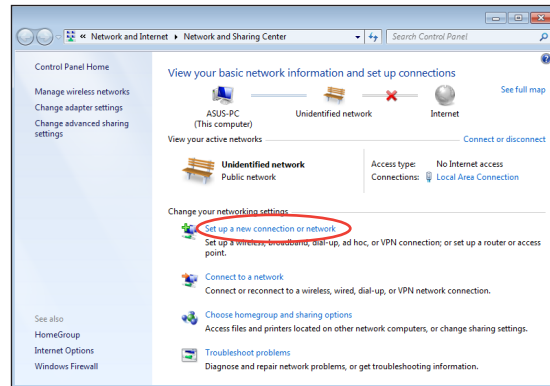 « Network and Internet ▸ Network and Sharing Center
Search Control Panel
Control Panel Home
Manage wireless networks
Change adapter settings
Change advanced sharing
settings
See also
HomeGroup
Internet Options
Windows Firewall
View your basic network information and set up connections
See full map
ASUS-PC
(This computer)
Unidentified network
Internet
View your active networks
Connect or disconnect
Unidentified network
Public network
Access type: No Internet access
Connections: Local Area Connection
Change your networking settings
Set up a new connection or network
Set up a wireless, broadband, dial-up, ad hoc, or VPN connection; or set up a router or access
point.
Connect to a network
Connect or reconnect to a wireless, wired, dial-up, or VPN network connection.
Choose homegroup and sharing options
Access files and printers located on other network computers, or change sharing settings.
Troubleshoot problems
Diagnose and repair network problems, or get troubleshooting information.